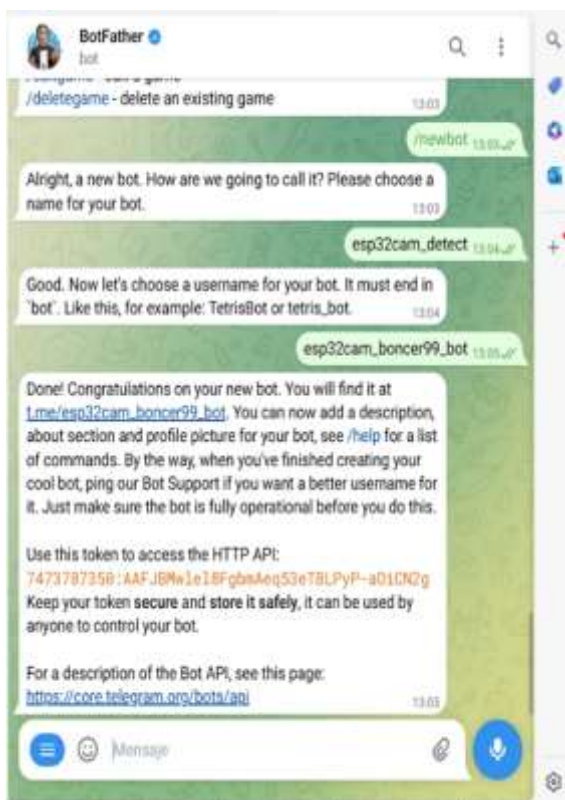 BotFather
bot
/deletegame - delete an existing game
13:03
/newbot
Alright, a new bot. How are we going to call it? Please choose a
name for your bot.
13:03
esp32cam_detect 13:04
Good. Now let's choose a username for your bot. It must end in
`bot`. Like this, for example: TetrisBot or tetris_bot.
13:04
esp32cam_boncer99_bot 13:05
Done! Congratulations on your new bot. You will find it at
t.me/esp32cam_boncer99_bot. You can now add a description,
about section and profile picture for your bot, see /help for a list
of commands. By the way, when you've finished creating your
cool bot, ping our Bot Support if you want a better username for
it. Just make sure the bot is fully operational before you do this.
Use this token to access the HTTP API:
Keep your token secure and store it safely, it can be used by
anyone to control your bot.
For a description of the Bot API, see this page:
https://core.telegram.org/bots/api
13:05
Mensaje